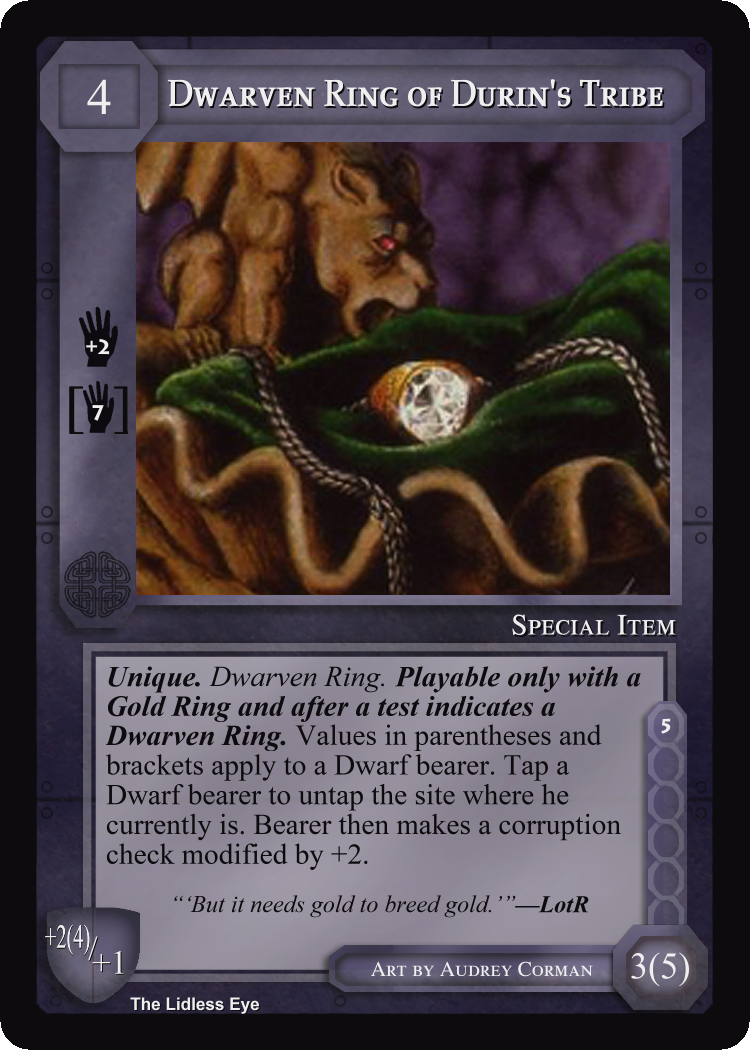 4
Dwarven Ring of Durin's Tribe
+2
[7]
Special Item
Unique. Dwarven Ring. Playable only with a
Gold Ring and after a test indicates a
Dwarven Ring. Values in parentheses and
brackets apply to a Dwarf bearer. Tap a
Dwarf bearer to untap the site where he
currently is. Bearer then makes a corruption
check modified by +2.
5
“‘But it needs gold to breed gold.’”—LotR
+2(4)/+1
Art by Audrey Corman
3(5)
The Lidless Eye